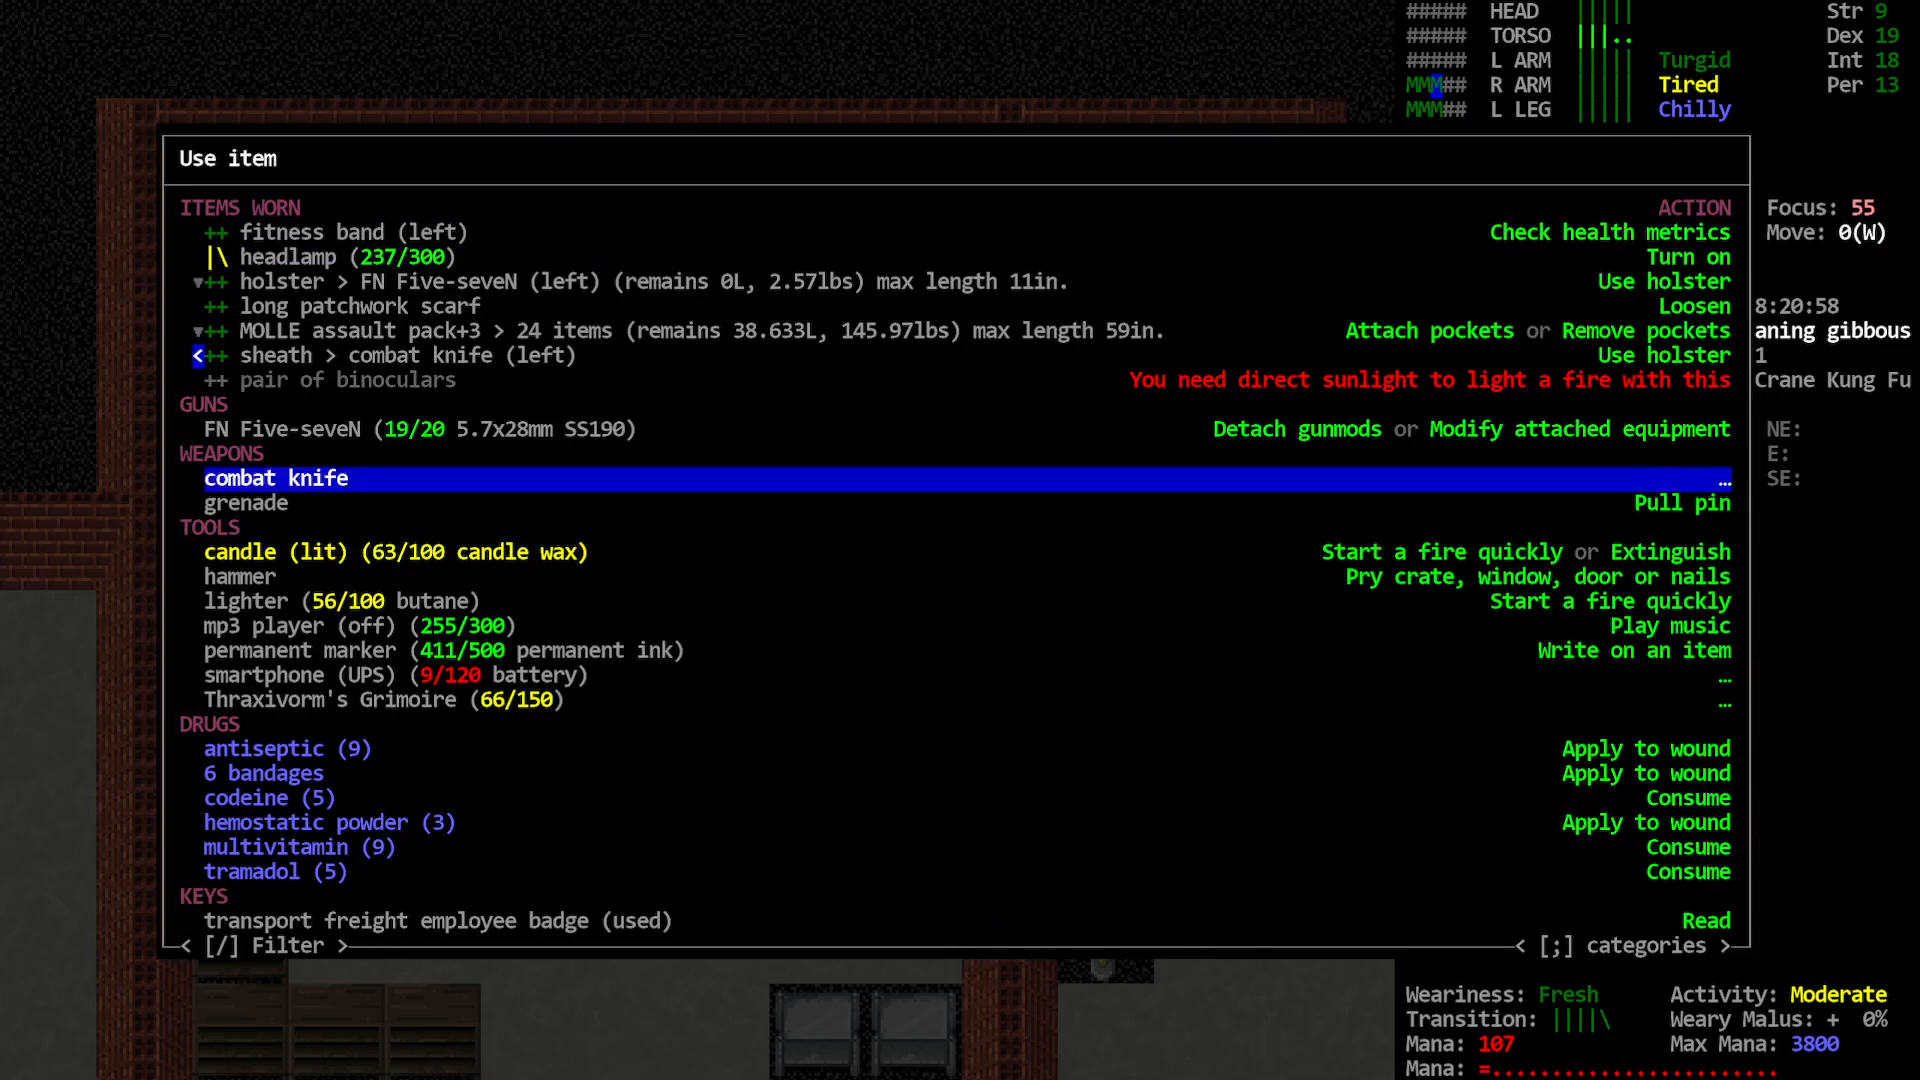 ##### HEAD ||||| Str 9
##### TORSO |||.. Dex 19
##### L ARM ||||| Turgid Int 18
MMM## R ARM ||||| Tired Per 13
MMM## L LEG ||||| Chilly
Use item
ITEMS WORN ACTION
++ fitness band (left) Check health metrics
|\ headlamp (237/300) Turn on
▼++ holster > FN Five-seveN (left) (remains 0L, 2.57lbs) max length 11in. Use holster
++ long patchwork scarf Loosen
▼++ MOLLE assault pack+3 > 24 items (remains 38.633L, 145.97lbs) max length 59in. Attach pockets or Remove pockets
<++ sheath > combat knife (left) Use holster
++ pair of binoculars You need direct sunlight to light a fire with this
GUNS
FN Five-seveN (19/20 5.7x28mm SS190) Detach gunmods or Modify attached equipment
WEAPONS
combat knife …
grenade Pull pin
TOOLS
candle (lit) (63/100 candle wax) Start a fire quickly or Extinguish
hammer Pry crate, window, door or nails
lighter (56/100 butane) Start a fire quickly
mp3 player (off) (255/300) Play music
permanent marker (411/500 permanent ink) Write on an item
smartphone (UPS) (9/120 battery) …
Thraxivorm's Grimoire (66/150) …
DRUGS
antiseptic (9) Apply to wound
6 bandages Apply to wound
codeine (5) Consume
hemostatic powder (3) Apply to wound
multivitamin (9) Consume
tramadol (5) Consume
KEYS
transport freight employee badge (used) Read
< [/] Filter > < [;] categories >
Focus: 55
Move: 0(W)
8:20:58
aning gibbous
1
Crane Kung Fu
NE:
E:
SE:
Weariness: Fresh Activity: Moderate
Transition: ||||\ Weary Malus: + 0%
Mana: 107 Max Mana: 3800
Mana: =........................